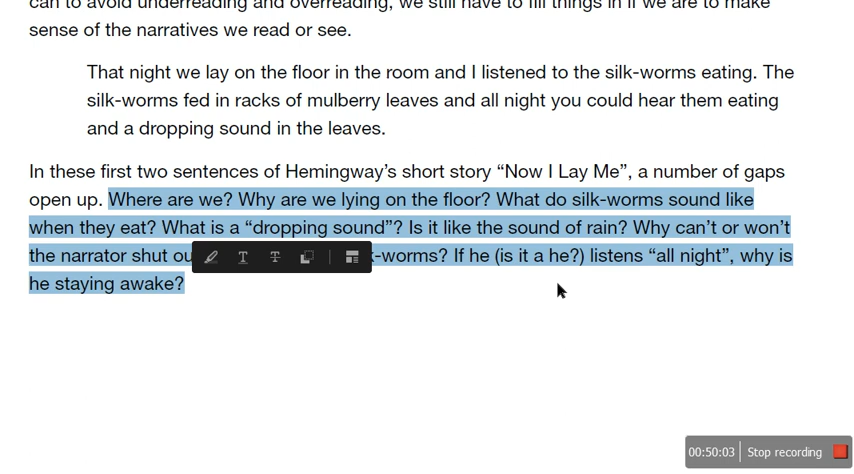 can to avoid underreading and overreading, we still have to fill things in if we are to make
sense of the narratives we read or see.
That night we lay on the floor in the room and I listened to the silk-worms eating. The
silk-worms fed in racks of mulberry leaves and all night you could hear them eating
and a dropping sound in the leaves.
In these first two sentences of Hemingway’s short story “Now I Lay Me”, a number of gaps
open up. Where are we? Why are we lying on the floor? What do silk-worms sound like
when they eat? What is a “dropping sound”? Is it like the sound of rain? Why can’t or won’t
the narrator shut ou k-worms? If he (is it a he?) listens “all night”, why is
he staying awake?
00:50:03 Stop recording